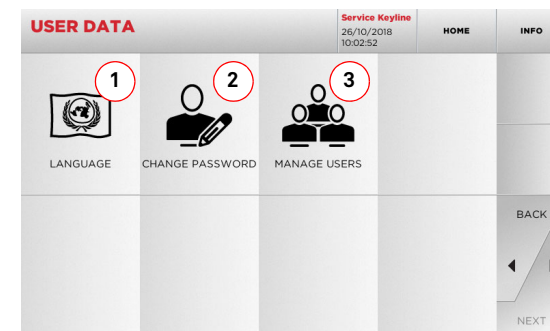 USER DATA
Service Keyline
26/10/2018
10:02:52
HOME
INFO
1
2
3
LANGUAGE
CHANGE PASSWORD
MANAGE USERS
BACK
NEXT